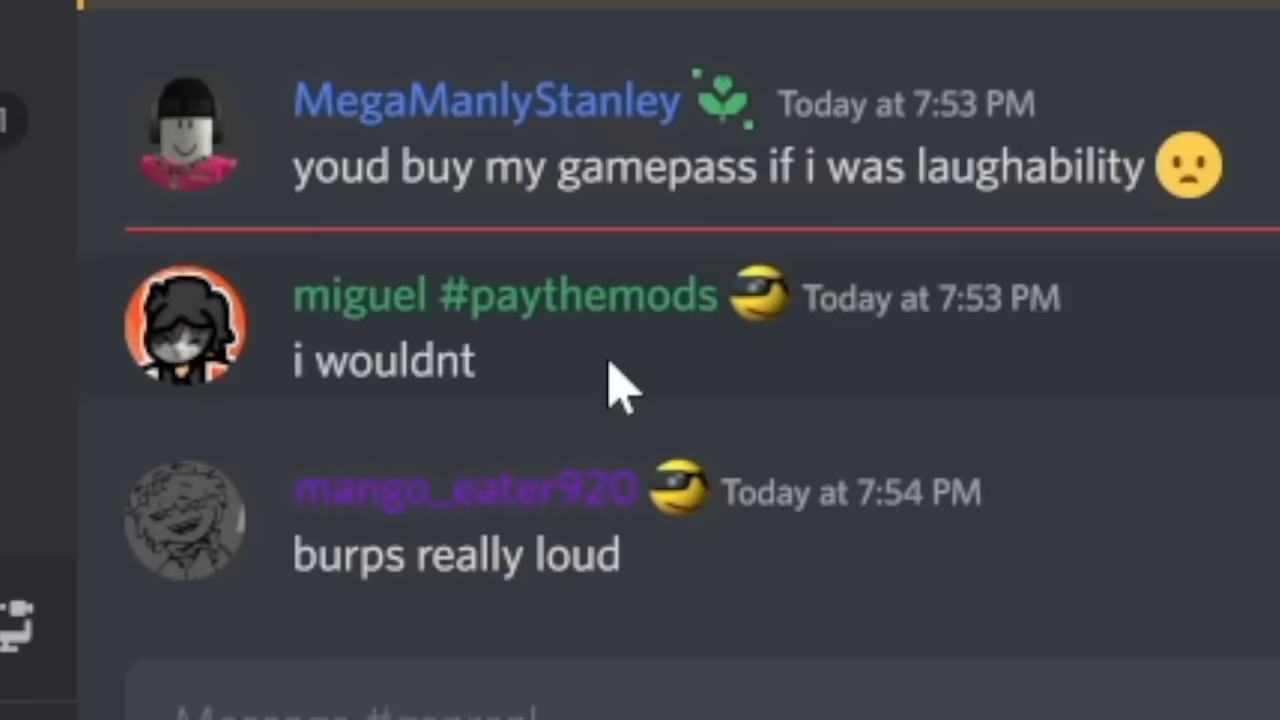 MegaManlyStanley Today at 7:53 PM
youd buy my gamepass if i was laughability 🙁
miguel #paythemods 😎 Today at 7:53 PM
i wouldnt
mango_eater920 😎 Today at 7:54 PM
burps really loud